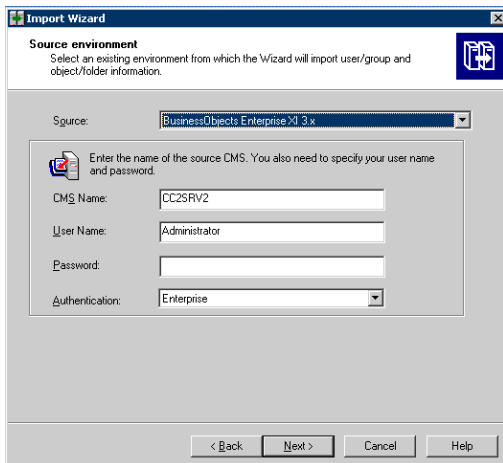 Import Wizard
Source environment
Select an existing environment from which the Wizard will import user/group and
object/folder information.
Source:
BusinessObjects Enterprise XI 3.x
Enter the name of the source CMS. You also need to specify your user name
and password.
CMS Name:
CC2SRV2
User Name:
Administrator
Password:
Authentication:
Enterprise
< Back
Next >
Cancel
Help